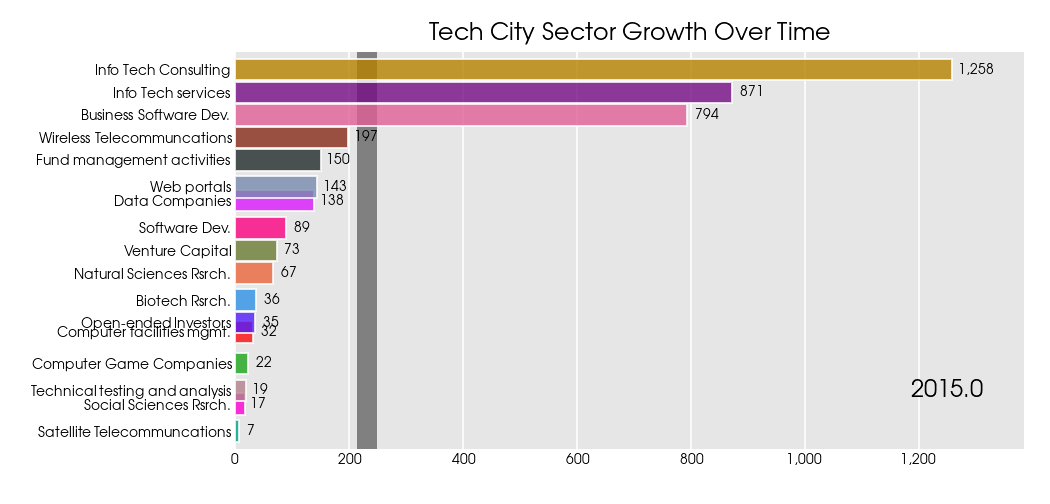 Tech City Sector Growth Over Time
Info Tech Consulting 1,258
Info Tech services 871
Business Software Dev. 794
Wireless Telecommuncations 197
Fund management activities 150
Web portals 143
Data Companies 138
Software Dev. 89
Venture Capital 73
Natural Sciences Rsrch. 67
Biotech Rsrch. 36
Open-ended Investors 35
Computer facilities mgmt. 32
Computer Game Companies 22
Technical testing and analysis 19
Social Sciences Rsrch. 17
Satellite Telecommuncations 7
2015.0
0 200 400 600 800 1,000 1,200